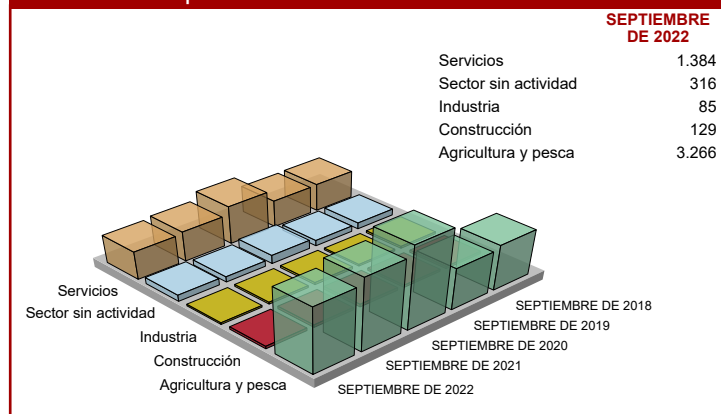 SEPTIEMBRE
DE 2022
Servicios 1.384
Sector sin actividad 316
Industria 85
Construcción 129
Agricultura y pesca 3.266
Servicios
Sector sin actividad
Industria
Construcción
Agricultura y pesca
SEPTIEMBRE DE 2018
SEPTIEMBRE DE 2019
SEPTIEMBRE DE 2020
SEPTIEMBRE DE 2021
SEPTIEMBRE DE 2022